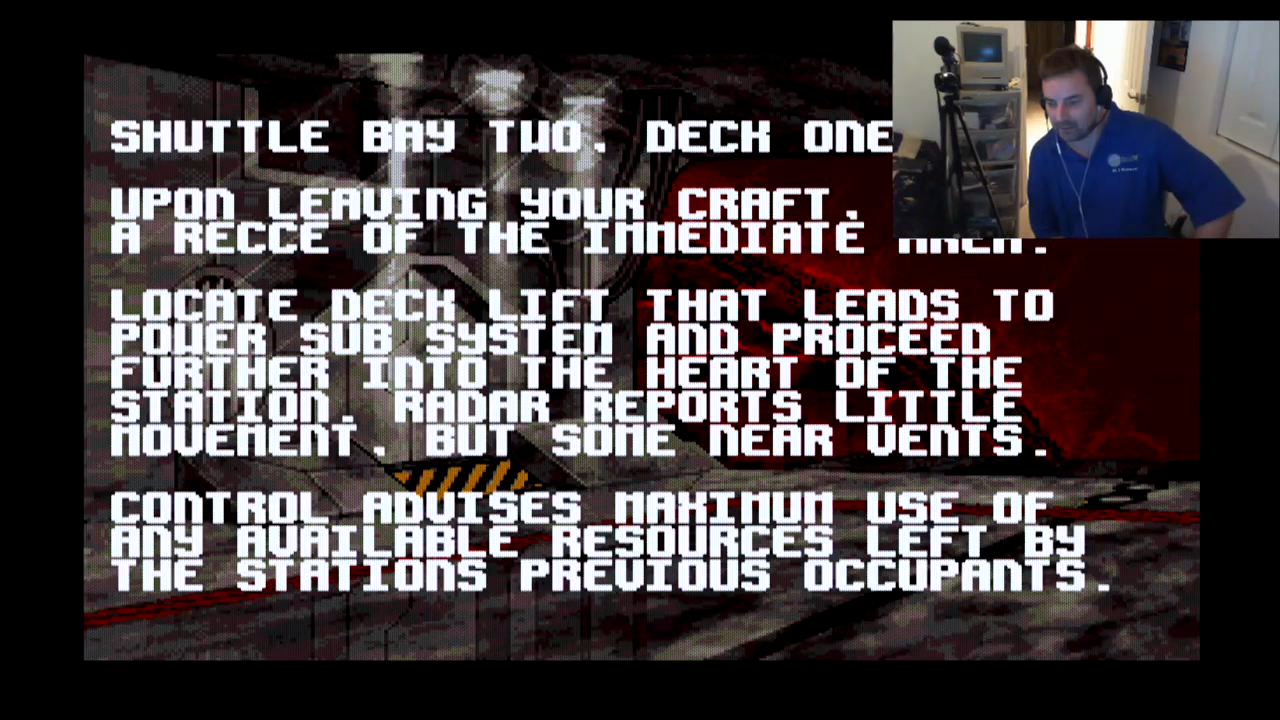 SHUTTLE BAY TWO. DECK ONE
UPON LEAVING YOUR CRAFT.
A RECCE OF THE IMMEDIATE AREA.
LOCATE DECK LIFT THAT LEADS TO
POWER SUB SYSTEM AND PROCEED
FURTHER INTO THE HEART OF THE
STATION. RADAR REPORTS LITTLE
MOVEMENT. BUT SOME NEAR VENTS.
CONTROL ADVISES MAXIMUM USE OF
ANY AVAILABLE RESOURCES LEFT BY
THE STATIONS PREVIOUS OCCUPANTS.